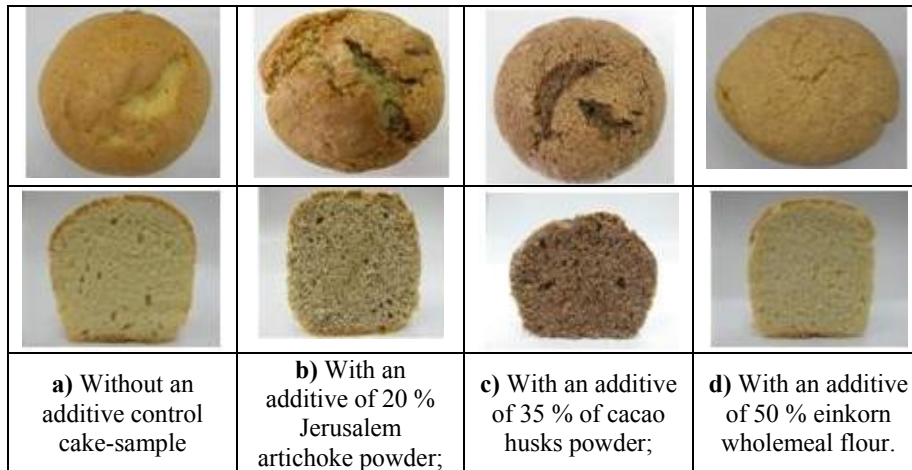 a) Without an
additive control
cake-sample
b) With an
additive of 20 %
Jerusalem
artichoke powder;
c) With an additive
of 35 % of cacao
husks powder;
d) With an additive
of 50 % einkorn
wholemeal flour.